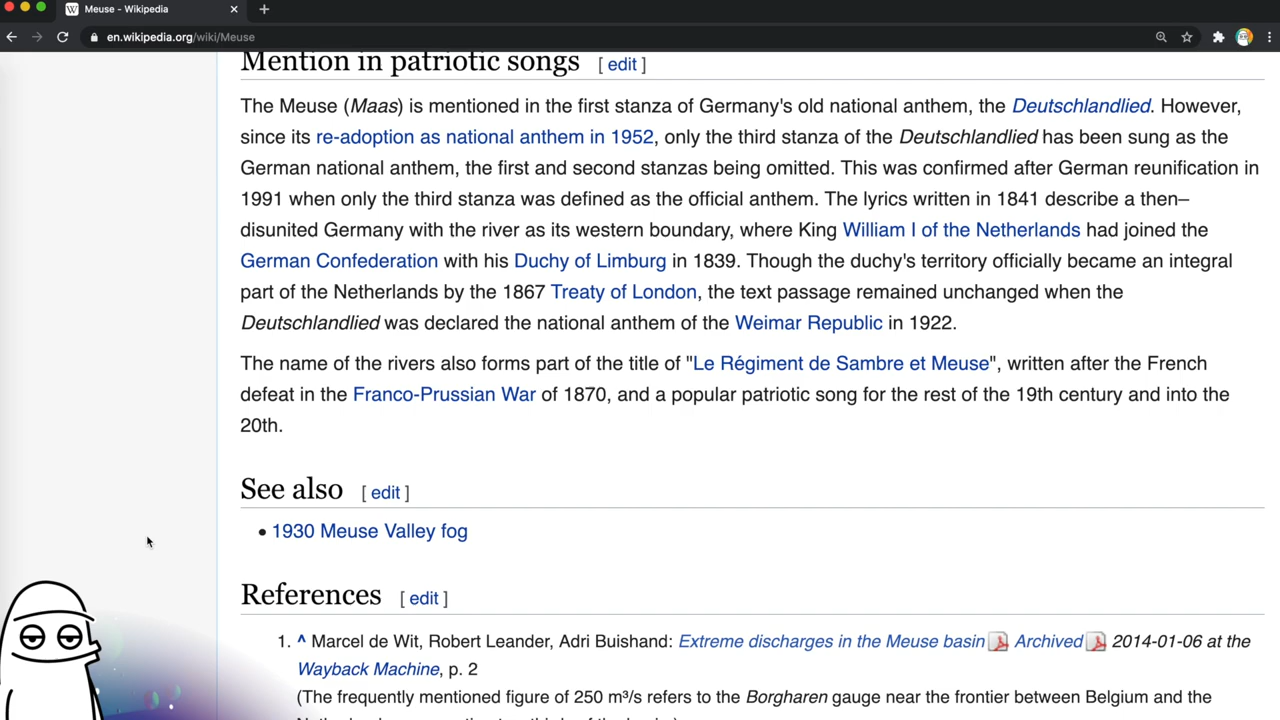 Meuse - Wikipedia
en.wikipedia.org/wiki/Meuse
Mention in patriotic songs [ edit ]
The Meuse (Maas) is mentioned in the first stanza of Germany's old national anthem, the Deutschlandlied. However,
since its re-adoption as national anthem in 1952, only the third stanza of the Deutschlandlied has been sung as the
German national anthem, the first and second stanzas being omitted. This was confirmed after German reunification in
1991 when only the third stanza was defined as the official anthem. The lyrics written in 1841 describe a then–
disunited Germany with the river as its western boundary, where King William I of the Netherlands had joined the
German Confederation with his Duchy of Limburg in 1839. Though the duchy's territory officially became an integral
part of the Netherlands by the 1867 Treaty of London, the text passage remained unchanged when the
Deutschlandlied was declared the national anthem of the Weimar Republic in 1922.
The name of the rivers also forms part of the title of "Le Régiment de Sambre et Meuse", written after the French
defeat in the Franco-Prussian War of 1870, and a popular patriotic song for the rest of the 19th century and into the
20th.
See also [ edit ]
• 1930 Meuse Valley fog
References [ edit ]
1. ^ Marcel de Wit, Robert Leander, Adri Buishand: Extreme discharges in the Meuse basin Archived 2014-01-06 at the
Wayback Machine, p. 2
(The frequently mentioned figure of 250 m³/s refers to the Borgharen gauge near the frontier between Belgium and the